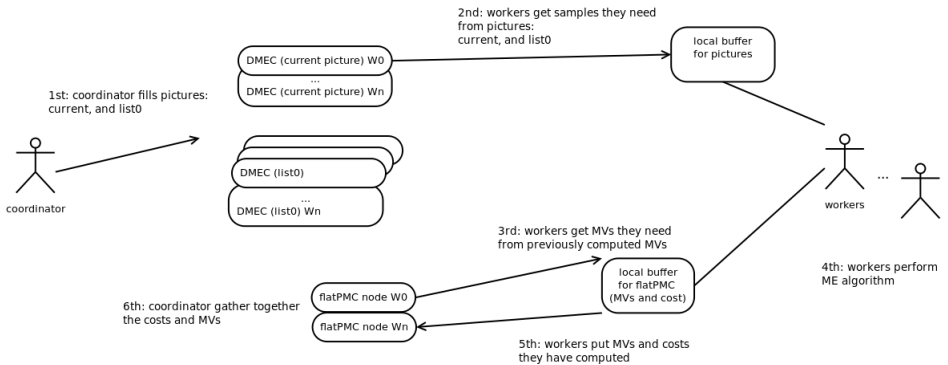 2nd: workers get samples they need
from pictures:
current, and list0
local buffer
for pictures
DMEC (current picture) W0
...
DMEC (current picture) Wn
1st: coordinator fills pictures:
current, and list0
DMEC (list0)
...
DMEC (list0) Wn
coordinator
workers
...
3rd: workers get MVs they need
from previously computed MVs
local buffer
for flatPMC
(MVs and cost)
4th: workers perform
ME algorithm
6th: coordinator gather together
the costs and MVs
flatPMC node W0
flatPMC node Wn
5th: workers put MVs and costs
they have computed